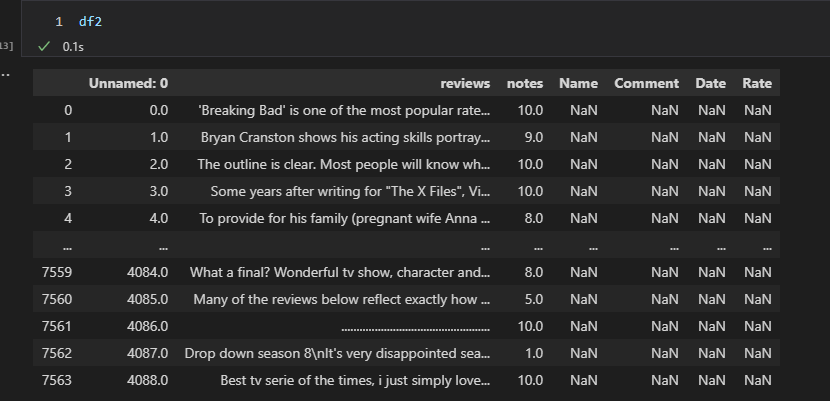 1 df2
13] 0.1s
Unnamed: 0 reviews notes Name Comment Date Rate
0 0.0 'Breaking Bad' is one of the most popular rate... 10.0 NaN NaN NaN NaN
1 1.0 Bryan Cranston shows his acting skills portray... 9.0 NaN NaN NaN NaN
2 2.0 The outline is clear. Most people will know wh... 10.0 NaN NaN NaN NaN
3 3.0 Some years after writing for "The X Files", Vi... 10.0 NaN NaN NaN NaN
4 4.0 To provide for his family (pregnant wife Anna ... 8.0 NaN NaN NaN NaN
... ... ... ... ... ... ... ...
7559 4084.0 What a final? Wonderful tv show, character and... 8.0 NaN NaN NaN NaN
7560 4085.0 Many of the reviews below reflect exactly how ... 5.0 NaN NaN NaN NaN
7561 4086.0 .................................................. 10.0 NaN NaN NaN NaN
7562 4087.0 Drop down season 8\nIt's very disappointed sea... 1.0 NaN NaN NaN NaN
7563 4088.0 Best tv serie of the times, i just simply love... 10.0 NaN NaN NaN NaN